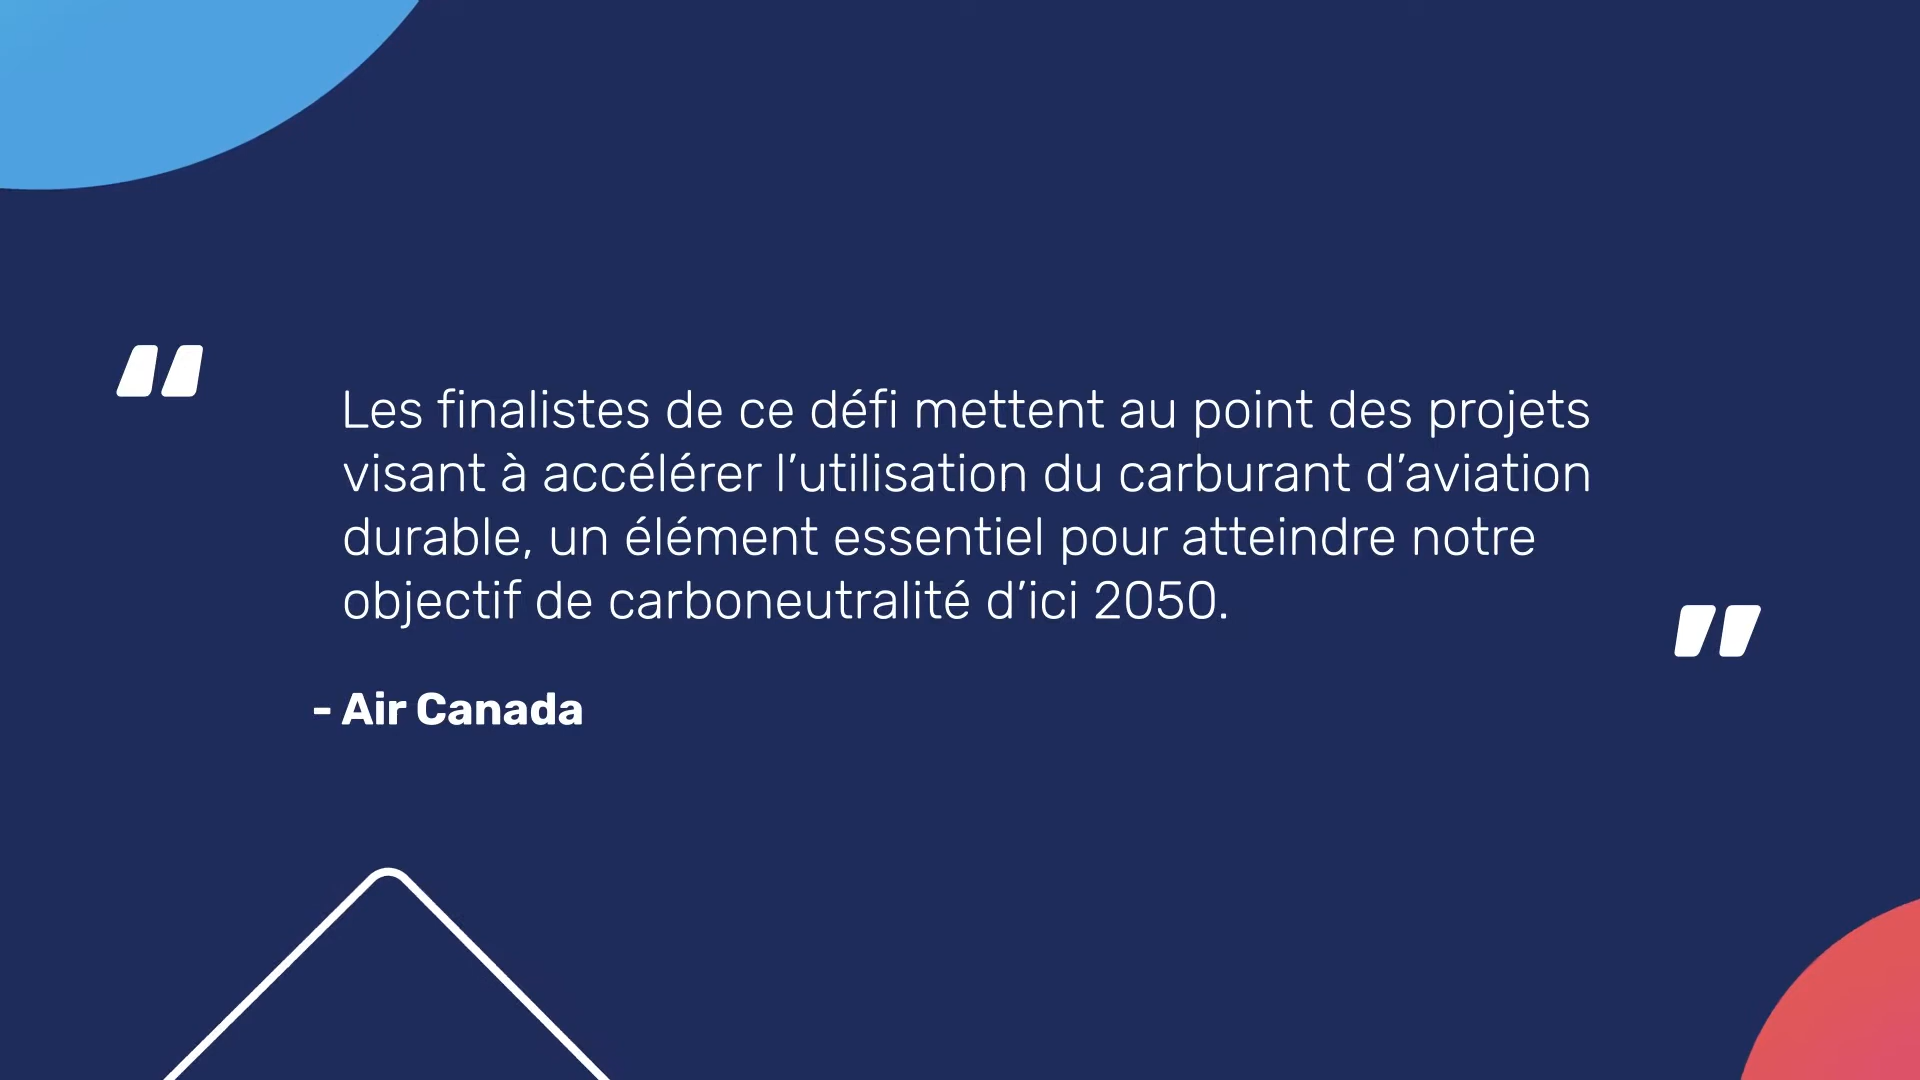 “
Les finalistes de ce défi mettent au point des projets
visant à accélérer l’utilisation du carburant d’aviation
durable, un élément essentiel pour atteindre notre
objectif de carboneutralité d’ici 2050.
”
- Air Canada